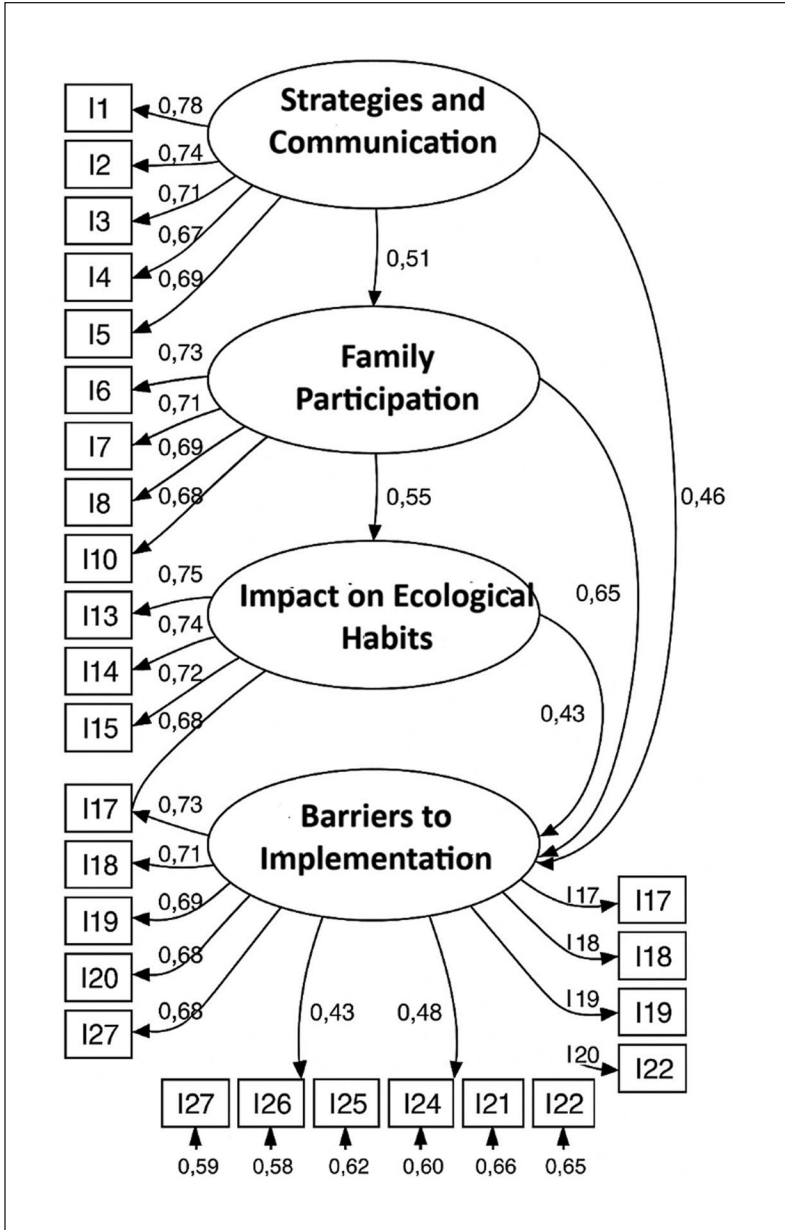 Strategies and
Communication
I1
0,78
I2
0,74
I3
0,71
I4
0,67
I5
0,69
0,51
Family
Participation
I6
0,73
I7
0,71
I8
0,69
I10
0,68
0,55
0,46
Impact on Ecological
Habits
I13
0,75
I14
0,74
I15
0,72
0,68
0,65
0,43
Barriers to
Implementation
I17
0,73
I18
0,71
I19
0,69
I20
0,68
I27
0,68
I17
I17
I18
I18
I19
I19
I20
I22
0,43
0,48
I27
I26
I25
I24
I21
I22
0,59
0,58
0,62
0,60
0,66
0,65